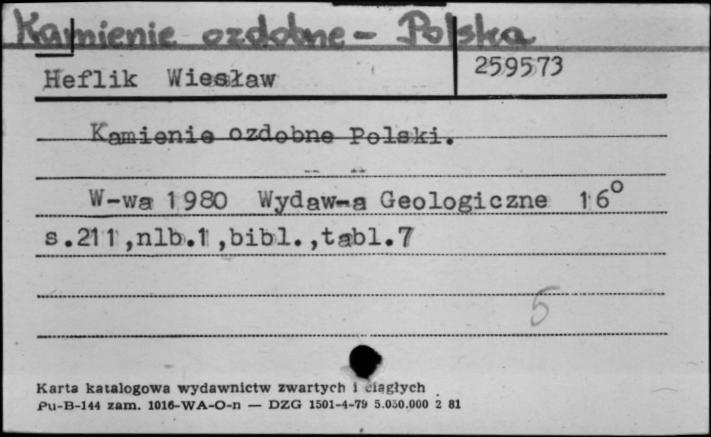 Kamienie ozdobne - Polska
Heflik Wiesław 259573
Kamienie ozdobne Polski.
W-wa 1980 Wydaw-a Geologiczne 16°
s.211,nlb.1,bibl.,tabl.7
5
Karta katalogowa wydawnictw zwartych i ciągłych
Pu-B-144 zam. 1016-WA-O-n — DZG 1501-4-79 5.050.000 2 81